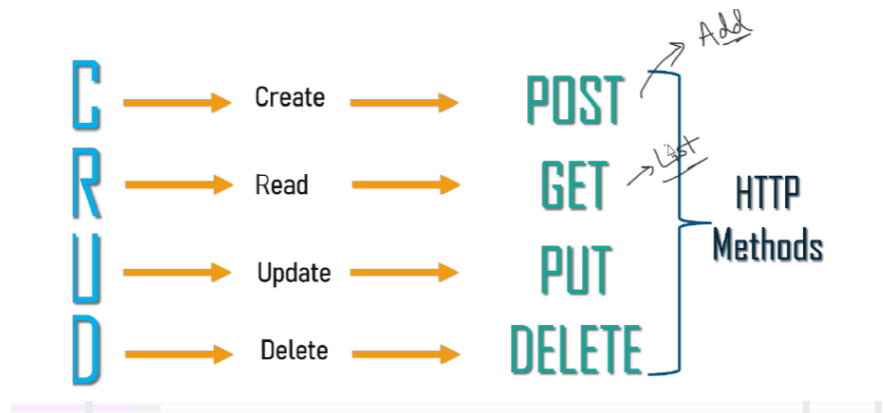 C Create POST Add
R Read GET List
U Update PUT
D Delete DELETE
HTTP
Methods